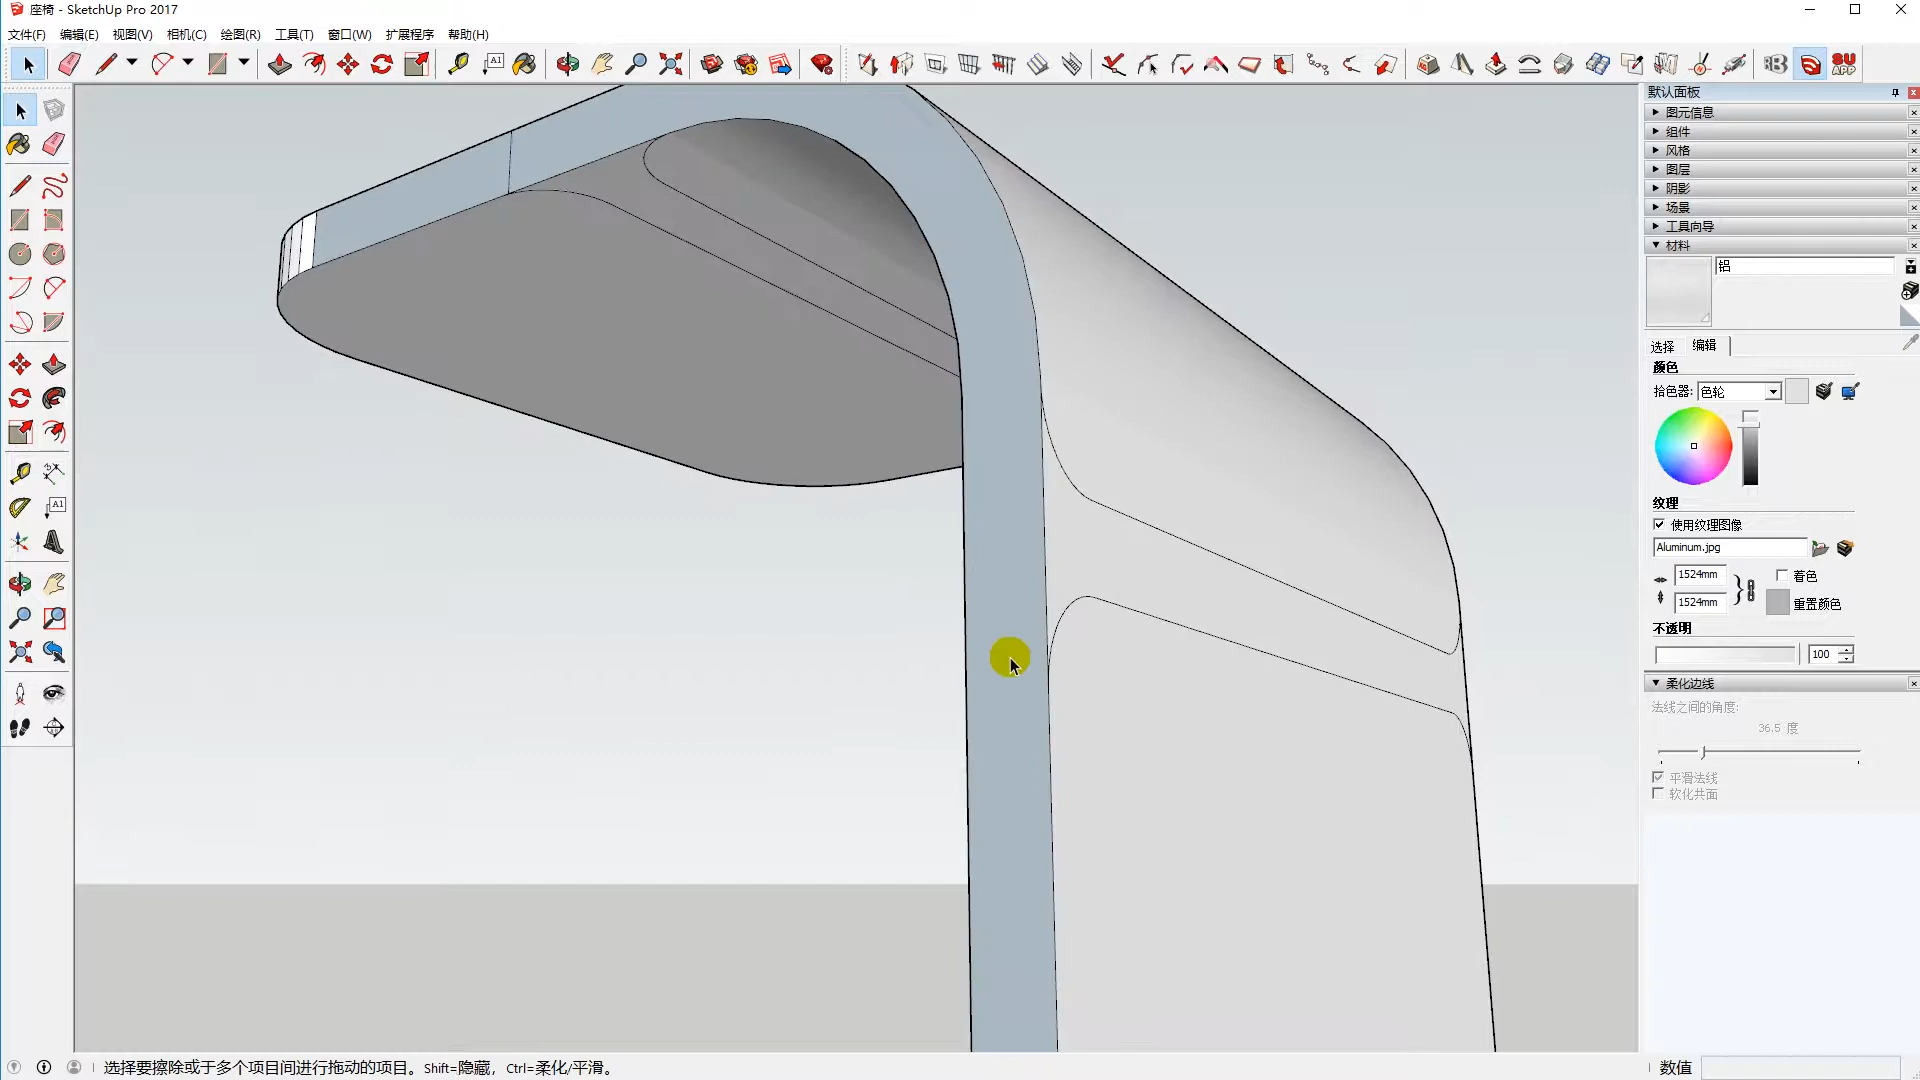 座椅 - SketchUp Pro 2017
文件(F) 编辑(E) 视图(V) 相机(C) 绘图(R) 工具(T) 窗口(W) 扩展程序 帮助(H)
A1
SU
APP
默认面板
图元信息
组件
风格
图层
阴影
场景
工具向导
材料
铝
选择 编辑
颜色
拾色器: 色轮
纹理
使用纹理图像
Aluminum.jpg
1524mm 着色
1524mm 重置颜色
不透明
100
柔化边线
法线之间的角度:
36.5 度
平滑法线
软化共面
A1
选择要擦除或于多个项目间进行拖动的项目。Shift=隐藏，Ctrl=柔化/平滑。
数值